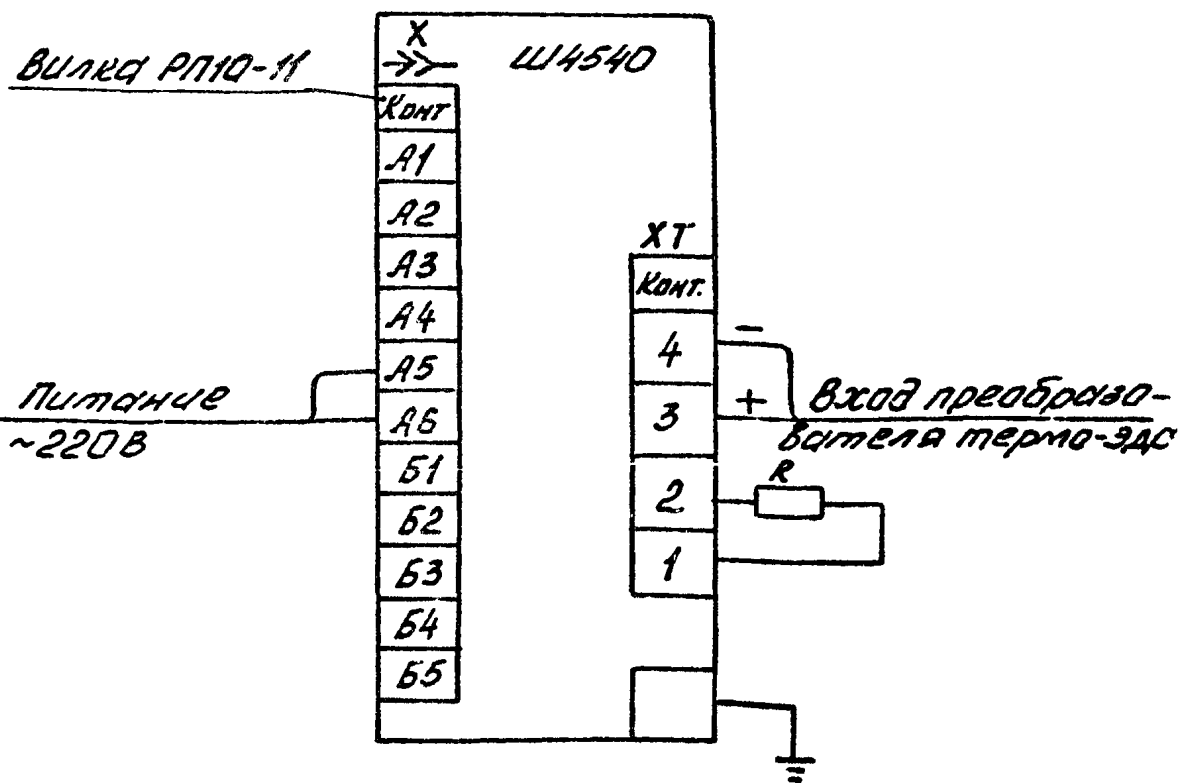 Вилка РП10-11
X
Ш4540
Конт
А1
А2
А3
А4
А5
А6
Б1
Б2
Б3
Б4
Б5
Питание
~220В
ХТ
Конт.
4
3
2
1
−
+
Вход преобразо-
вателя термо-эдс
R